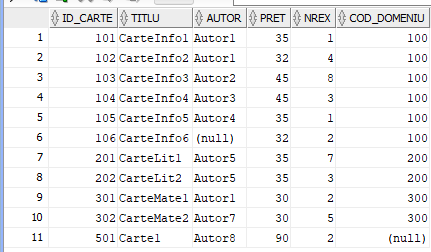 ID_CARTE TITLU AUTOR PRET NREX COD_DOMENIU
1 101 CarteInfo1 Autor1 35 1 100
2 102 CarteInfo2 Autor1 32 4 100
3 103 CarteInfo3 Autor2 45 8 100
4 104 CarteInfo4 Autor3 45 3 100
5 105 CarteInfo5 Autor4 35 1 100
6 106 CarteInfo6 (null) 32 2 100
7 201 CarteLit1 Autor5 35 7 200
8 202 CarteLit2 Autor5 35 3 200
9 301 CarteMate1 Autor1 30 2 300
10 302 CarteMate2 Autor7 30 5 300
11 501 Carte1 Autor8 90 2 (null)